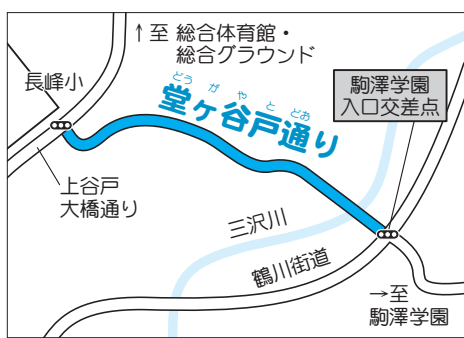 ↑至 総合体育館・
総合グラウンド
長峰小
どうがやとどお
堂ヶ谷戸通り
駒澤学園
入口交差点
上谷戸
大橋通り
三沢川
鶴川街道
→至
駒澤学園